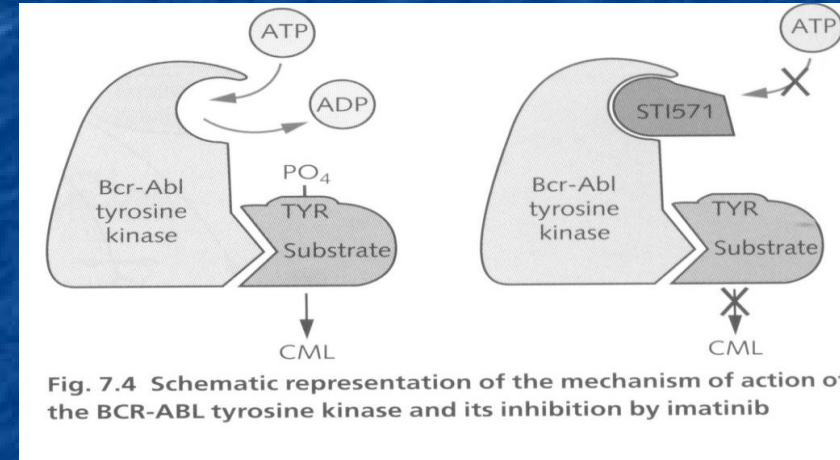 ATP
ADP
PO4
TYR
Bcr-Abl
tyrosine
kinase
Substrate
CML
ATP
STI571
Bcr-Abl
tyrosine
kinase
TYR
Substrate
CML
Fig. 7.4 Schematic representation of the mechanism of action of
the BCR-ABL tyrosine kinase and its inhibition by imatinib